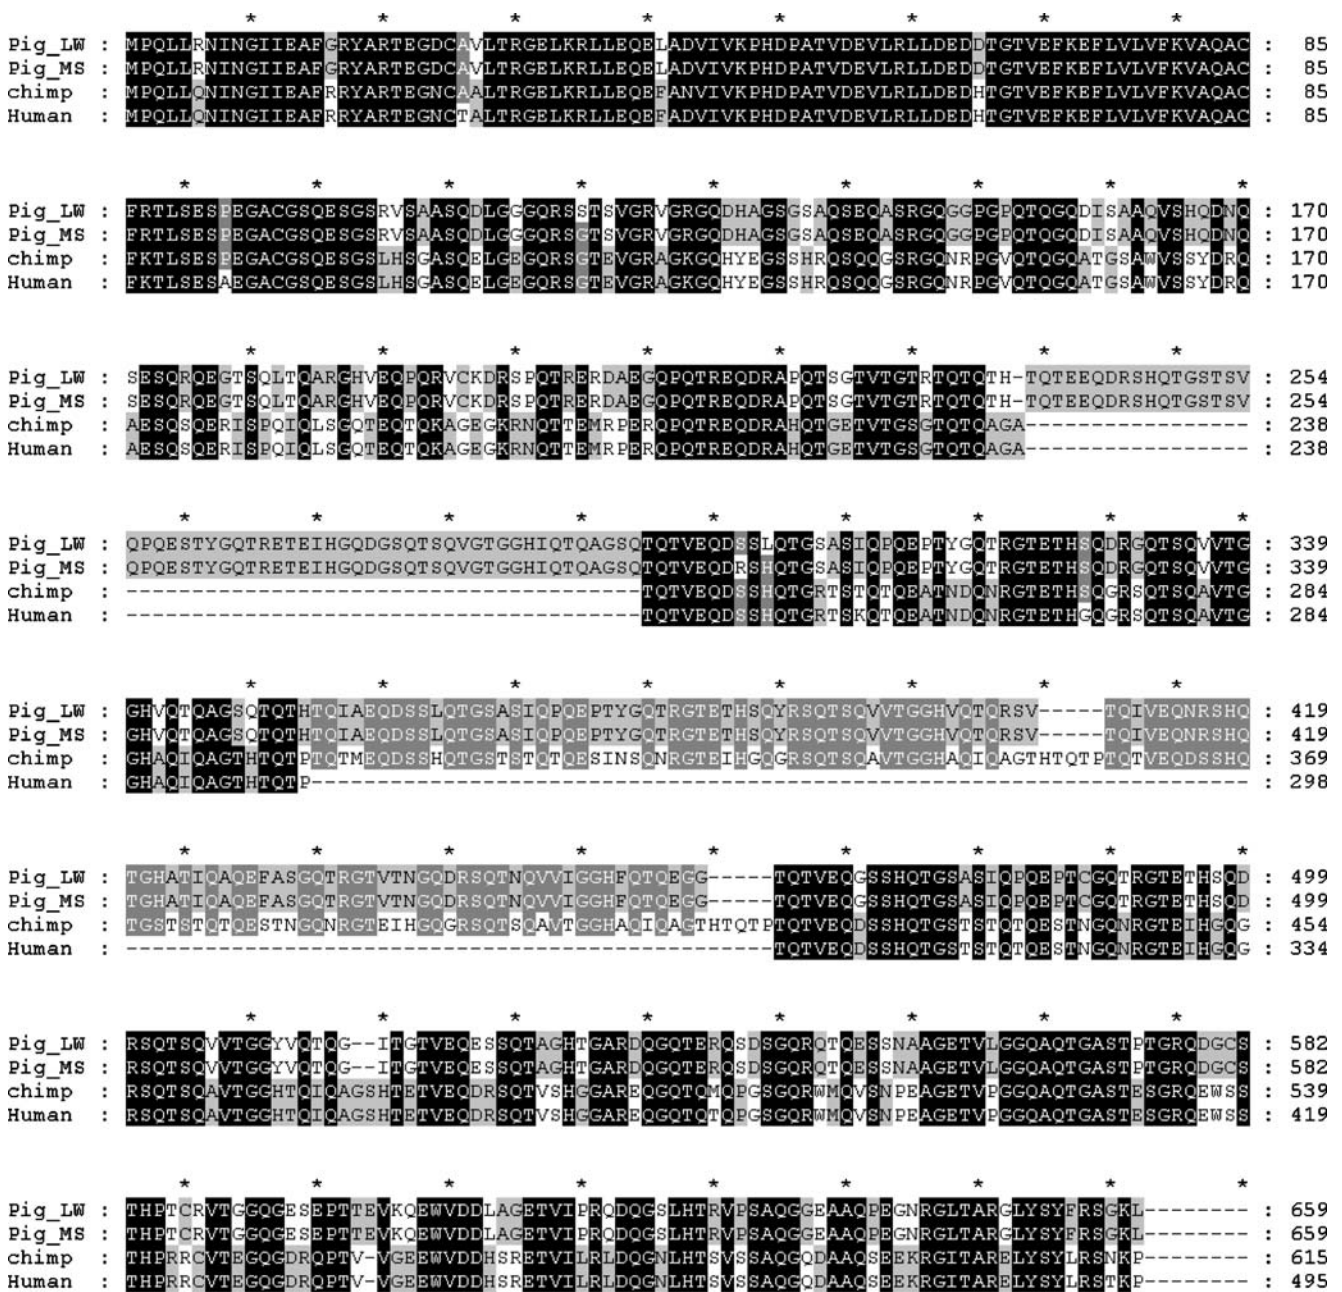 * * * * * * * *
Pig_LW : MPQLLRNINGIIEAFGRYARTEGDCAVLTRGELKRLLEQELADVIVKPHDPATVDEVLRLLDEDDTGTVEFKEFLVLVFKVAQAC : 85
Pig_MS : MPQLLRNINGIIEAFGRYARTEGDCAVLTRGELKRLLEQELADVIVKPHDPATVDEVLRLLDEDDTGTVEFKEFLVLVFKVAQAC : 85
chimp : MPQLLQNINGIIEAFRRYARTEGNCAALTRGELKRLLEQEFANVIVKPHDPATVDEVLRLLDEDHTGTVEFKEFLVLVFKVAQAC : 85
Human : MPQLLQNINGIIEAFRRYARTEGNCTALTRGELKRLLEQEFADVIVKPHDPATVDEVLRLLDEDHTGTVEFKEFLVLVFKVAQAC : 85
* * * * * * * * *
Pig_LW : FRTLSESPEGACGSQESGSRVSAASQDLGGGQRSSTSVGRVGRGQDHAGSGSAQSEQASRGQGGPGPQTQGQDISAAQVSHQDNQ : 170
Pig_MS : FRTLSESPEGACGSQESGSRVSAASQDLGGGQRSGTSVGRVGRGQDHAGSGSAQSEQASRGQGGPGPQTQGQDISAAQVSHQDNQ : 170
chimp : FKTLSESPEGACGSQESGSLHSGASQELGEGQRSGTEVGRAGKGQHYEGSSHRQSQQGSRGQNRPGVQTQGQATGSAWVSSYDRQ : 170
Human : FKTLSESAEGACGSQESGSLHSGASQELGEGQRSGTEVGRAGKGQHYEGSSHRQSQQGSRGQNRPGVQTQGQATGSAWVSSYDRQ : 170
* * * * * * * *
Pig_LW : SESQRQEGTSQLTQARGHVEQPQRVCKDRSPQTRERDAEGQPQTREQDRAPQTSGTVTGTRTQTQTH-TQTEEQDRSHQTGSTSV : 254
Pig_MS : SESQRQEGTSQLTQARGHVEQPQRVCKDRSPQTRERDAEGQPQTREQDRAPQTSGTVTGTRTQTQTH-TQTEEQDRSHQTGSTSV : 254
chimp : AESQSQERISPQIQLSGQTEQTQKAGEGKRNQTTEMRPERQPQTREQDRAHQTGETVTGSGTQTQAGA----------------- : 238
Human : AESQSQERISPQIQLSGQTEQTQKAGEGKRNQTTEMRPERQPQTREQDRAHQTGETVTGSGTQTQAGA----------------- : 238
* * * * * * * * *
Pig_LW : QPQESTYGQTRETEIHGQDGSQTSQVGTGGHIQTQAGSQTQTVEQDSSLQTGSASIQPQEPTYGQTRGTETHSQDRGQTSQVVTG : 339
Pig_MS : QPQESTYGQTRETEIHGQDGSQTSQVGTGGHIQTQAGSQTQTVEQDRSHQTGSASIQPQEPTYGQTRGTETHSQDRGQTSQVVTG : 339
chimp : ---------------------------------------TQTVEQDSSHQTGRTSTQTQEATNDQNRGTETHSQGRSQTSQAVTG : 284
Human : ---------------------------------------TQTVEQDSSHQTGRTSKQTQEATNDQNRGTETHGQGRSQTSQAVTG : 284
* * * * * * * *
Pig_LW : GHVQTQAGSQTQTHTQIAEQDSSLQTGSASIQPQEPTYGQTRGTETHSQYRSQTSQVVTGGHVQTQRSV-----TQIVEQNRSHQ : 419
Pig_MS : GHVQTQAGSQTQTHTQIAEQDSSLQTGSASIQPQEPTYGQTRGTETHSQYRSQTSQVVTGGHVQTQRSV-----TQIVEQNRSHQ : 419
chimp : GHAQIQAGTHTQTPTQTMEQDSSHQTGSTSTQTQESINSQNRGTEIHGQGRSQTSQAVTGGHAQIQAGTHTQTPTQTVEQDSSHQ : 369
Human : GHAQIQAGTHTQTP----------------------------------------------------------------------- : 298
* * * * * * * * *
Pig_LW : TGHATIQAQEFASGQTRGTVTNGQDRSQTNQVVIGGHFQTQEGG-----TQTVEQGSSHQTGSASIQPQEPTCGQTRGTETHSQD : 499
Pig_MS : TGHATIQAQEFASGQTRGTVTNGQDRSQTNQVVIGGHFQTQEGG-----TQTVEQGSSHQTGSASIQPQEPTCGQTRGTETHSQD : 499
chimp : TGSTSTQTQESTNGQNRGTEIHGQGRSQTSQAVTGGHAQIQAGTHTQTPTQTVEQDSSHQTGSTSTQTQESTNGQNRGTEIHGQG : 454
Human : -------------------------------------------------TQTVEQDSSHQTGSTSTQTQESTNGQNRGTEIHGQG : 334
* * * * * * * *
Pig_LW : RSQTSQVVTGGYVQTQG--ITGTVEQESSQTAGHTGARDQGQTERQSDSGQRQTQESSNAAGETVLGGQAQTGASTPTGRQDGCS : 582
Pig_MS : RSQTSQVVTGGYVQTQG--ITGTVEQESSQTAGHTGARDQGQTERQSDSGQRQTQESSNAAGETVLGGQAQTGASTPTGRQDGCS : 582
chimp : RSQTSQAVTGGHTQIQAGSHTETVEQDRSQTVSHGGAREQGQTQMQPGSGQRWMQVSNPEAGETVPGGQAQTGASTESGRQEWSS : 539
Human : RSQTSQAVTGGHTQIQAGSHTETVEQDRSQTVSHGGAREQGQTQTQPGSGQRWMQVSNPEAGETVPGGQAQTGASTESGRQEWSS : 419
* * * * * * * * *
Pig_LW : THPTCRVTGGQGESEPTTEVKQEWVDDLAGETVIPRQDQGSLHTRVPSAQGGEAAQPEGNRGLTARGLYSYFRSGKL-------- : 659
Pig_MS : THPTCRVTGGQGESEPTTEVKQEWVDDLAGETVIPRQDQGSLHTRVPSAQGGEAAQPEGNRGLTARGLYSYFRSGKL-------- : 659
chimp : THPRRCVTEGQGDRQPTV-VGEEWVDDHSRETVILRLDQGNLHTSVSSAQGQDAAQSEEKRGITARELYSYLRSNKP-------- : 615
Human : THPRRCVTEGQGDRQPTV-VGEEWVDDHSRETVILRLDQGNLHTSVSSAQGQDAAQSEEKRGITARELYSYLRSTKP-------- : 495